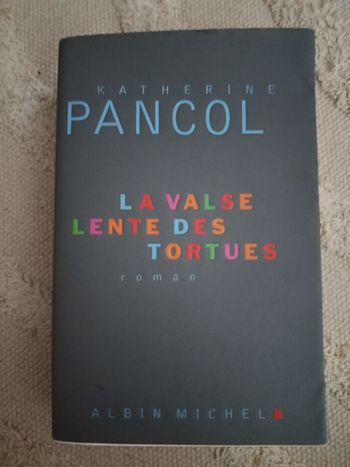 KATHERINE
PANCOL
LA VALSE
LENTE DES
TORTUES
roman
ALBIN MICHEL